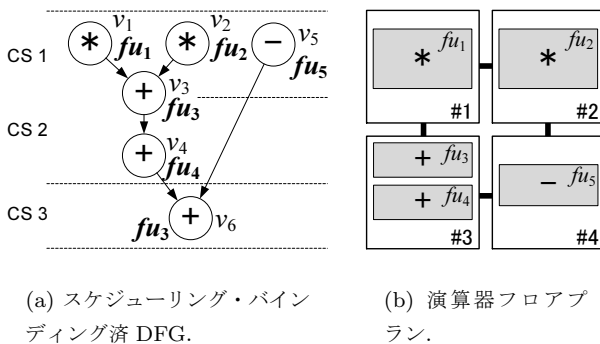 CS 1
CS 2
CS 3
* v1 fu1
* v2 fu2
− v5 fu5
+ v3 fu3
+ v4 fu4
fu3 + v6
* fu1 #1
* fu2 #2
+ fu3
+ fu4
#3
− fu5
#4
(a) スケジューリング・バイン
ディング済 DFG.
(b) 演算器フロアプ
ラン.